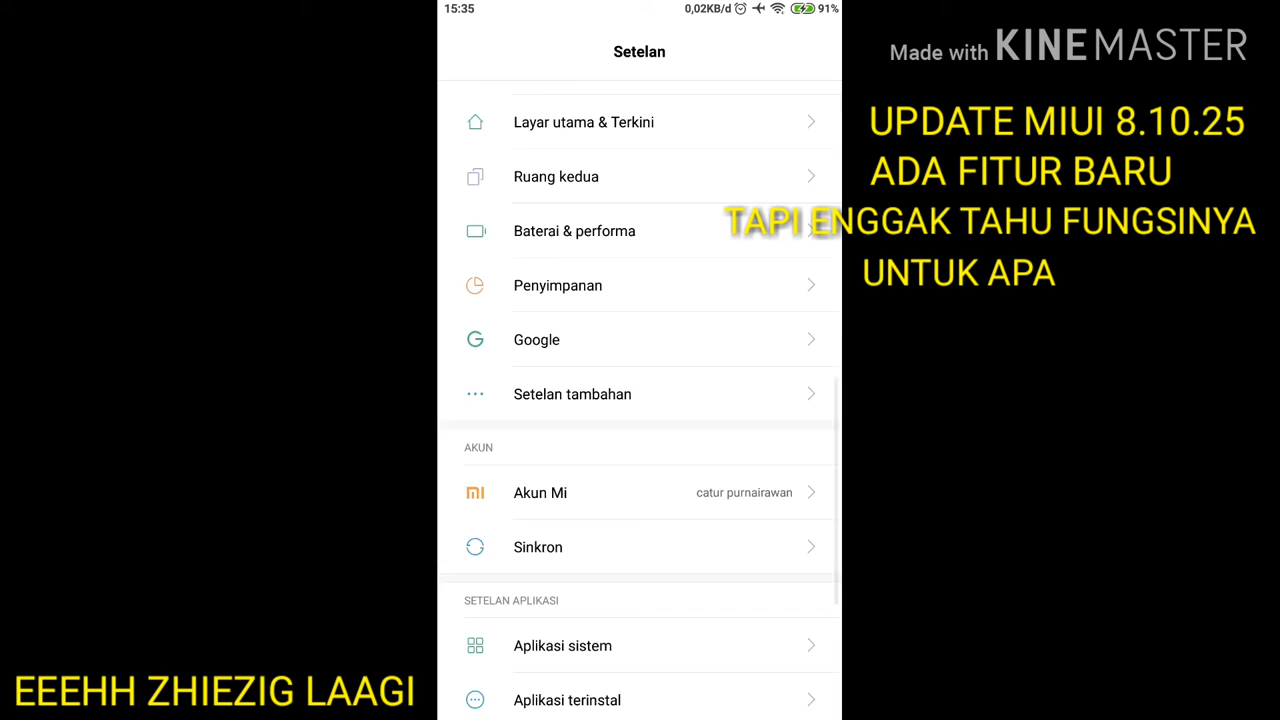 15:35
0,02KB/d
91%
Setelan
Made with KINEMASTER
UPDATE MIUI 8.10.25
ADA FITUR BARU
TAPI ENGGAK TAHU FUNGSINYA
UNTUK APA
Layar utama & Terkini
Ruang kedua
Baterai & performa
Penyimpanan
Google
Setelan tambahan
AKUN
Akun Mi
catur purnairawan
Sinkron
SETELAN APLIKASI
Aplikasi sistem
Aplikasi terinstal
EEEHH ZHIEZIG LAAGI